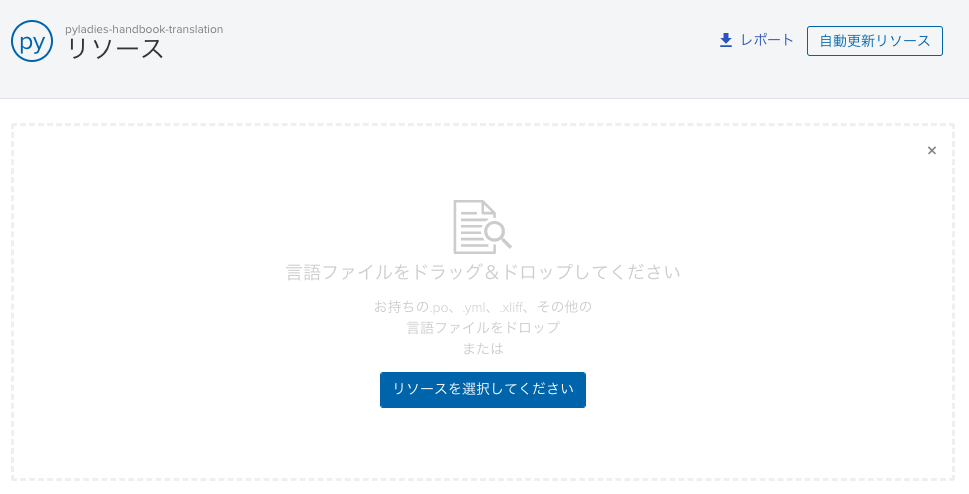 py
pyladies-handbook-translation
リソース
レポート
自動更新リソース
×
言語ファイルをドラッグ＆ドロップしてください
お持ちの.po、.yml、.xliff、その他の
言語ファイルをドロップ
または
リソースを選択してください